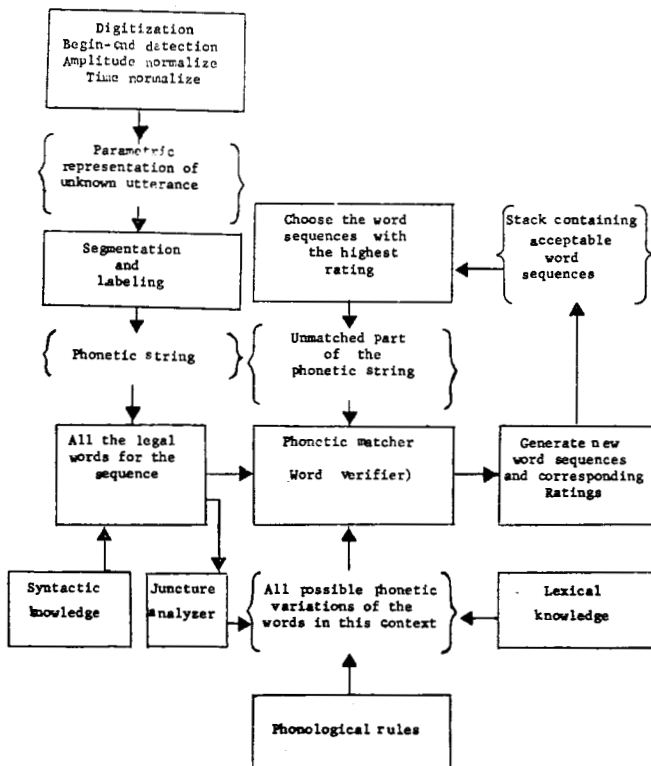 Digitization
Begin-end detection
Amplitude normalize
Time normalize
Parametric
representation of
unknown utterance
Segmentation
and
Labeling
Phonetic string
Choose the word
sequences with
the highest
rating
Stack containing
acceptable
word
sequences
Unmatched part
of the
phonetic string
All the legal
words for the
sequence
Phonetic matcher
Word verifier)
Generate new
word sequences
and corresponding
Ratings
Syntactic
knowledge
Juncture
analyzer
All possible phonetic
variations of the
words in this context
Lexical
knowledge
Phonological rules